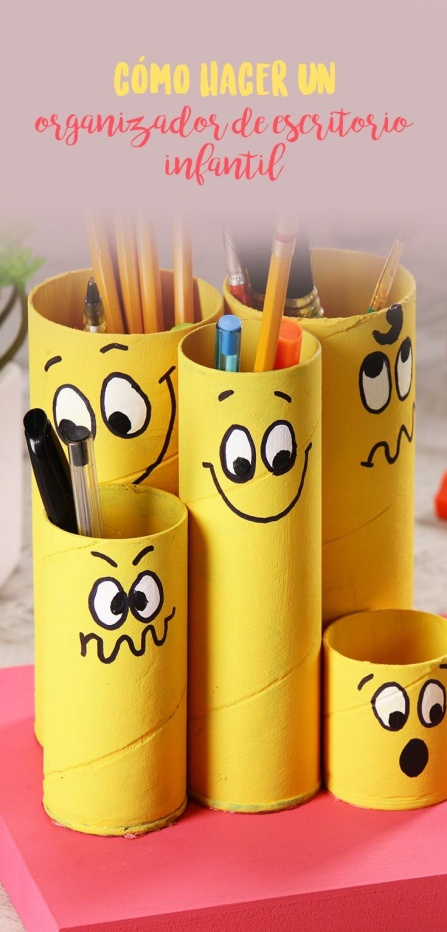 CÓMO HACER UN
organizador de escritorio
infantil